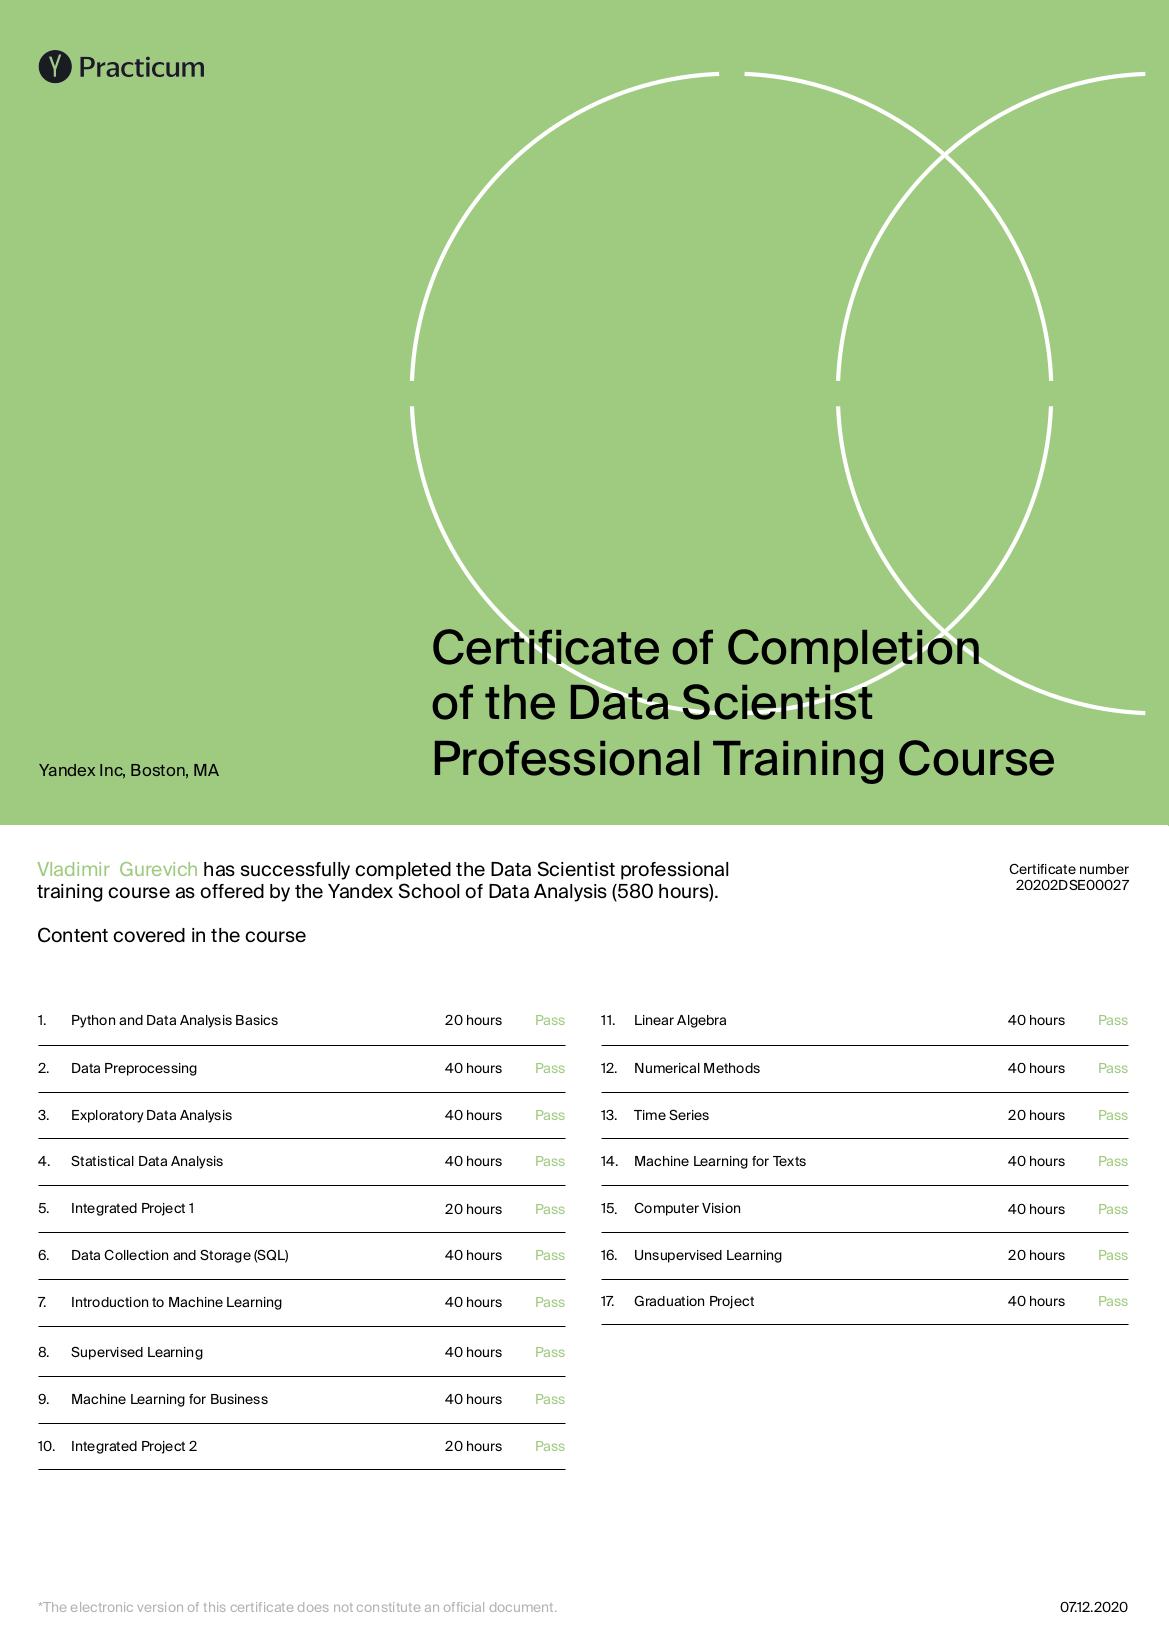 Practicum
Certificate of Completion
of the Data Scientist
Professional Training Course
Yandex Inc, Boston, MA
Vladimir  Gurevich has successfully completed the Data Scientist professional
training course as offered by the Yandex School of Data Analysis (580 hours).
Certificate number
20202DSE00027
Content covered in the course
1. Python and Data Analysis Basics 20 hours Pass
2. Data Preprocessing 40 hours Pass
3. Exploratory Data Analysis 40 hours Pass
4. Statistical Data Analysis 40 hours Pass
5. Integrated Project 1 20 hours Pass
6. Data Collection and Storage (SQL) 40 hours Pass
7. Introduction to Machine Learning 40 hours Pass
8. Supervised Learning 40 hours Pass
9. Machine Learning for Business 40 hours Pass
10. Integrated Project 2 20 hours Pass
11. Linear Algebra 40 hours Pass
12. Numerical Methods 40 hours Pass
13. Time Series 20 hours Pass
14. Machine Learning for Texts 40 hours Pass
15. Computer Vision 40 hours Pass
16. Unsupervised Learning 20 hours Pass
17. Graduation Project 40 hours Pass
*The electronic version of this certificate does not constitute an official document.
07.12.2020